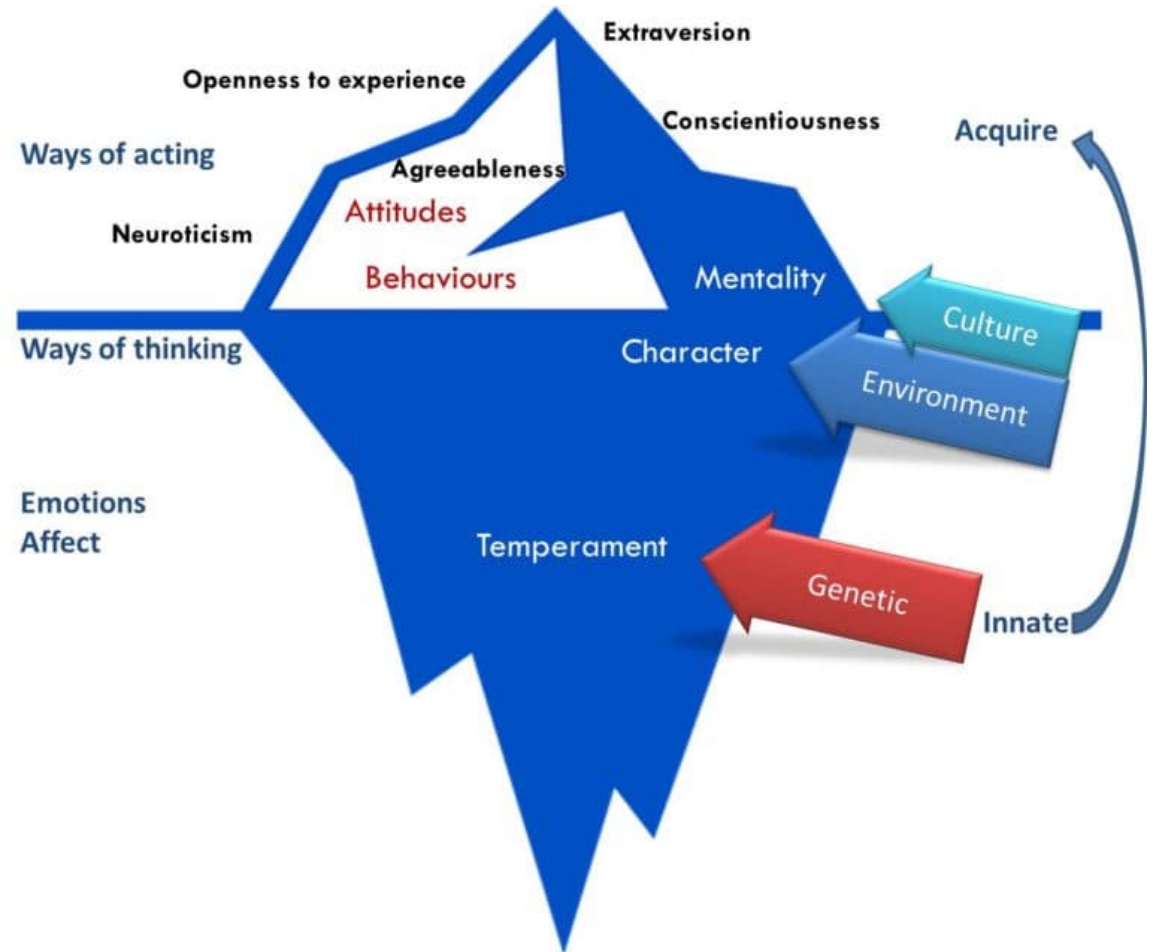 Extraversion
Openness to experience
Conscientiousness
Acquire
Ways of acting
Agreeableness
Attitudes
Neuroticism
Behaviours
Mentality
Culture
Ways of thinking
Character
Environment
Emotions
Affect
Temperament
Genetic
Innate